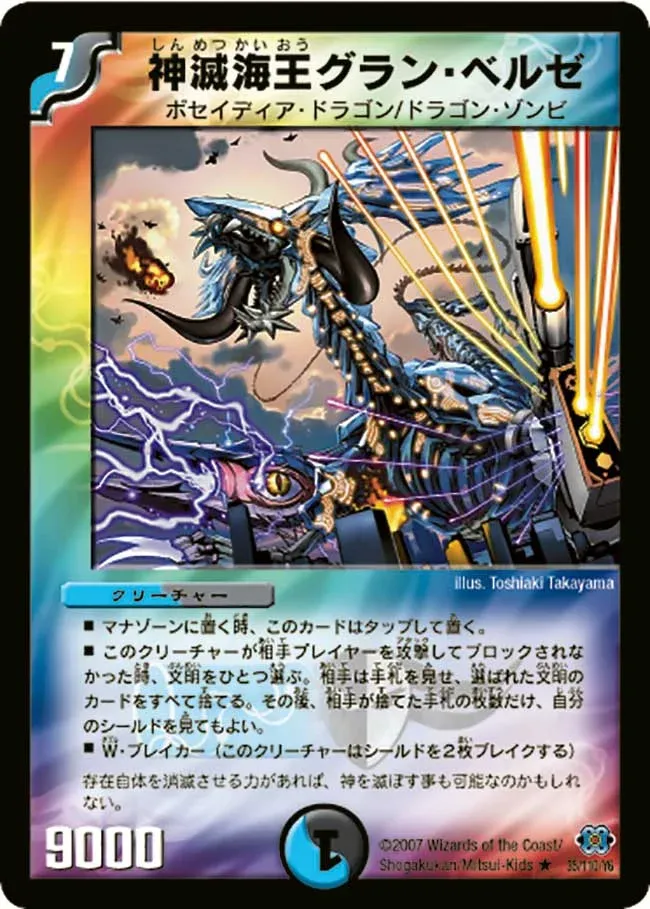 7
しんめつかいおう
神滅海王グラン・ベルゼ
ポセイディア・ドラゴン/ドラゴン・ゾンビ
illus. Toshiaki Takayama
クリーチャー
■ マナゾーンに置く時、このカードはタップして置く。
■ このクリーチャーが相手プレイヤーを攻撃してブロックされな
かった時、文明をひとつ選ぶ。相手は手札を見せ、選ばれた文明の
カードをすべて捨てる。その後、相手が捨てた手札の枚数だけ、自分
のシールドを見てもよい。
■ W・ブレイカー（このクリーチャーはシールドを2枚ブレイクする）
存在自体を消滅させる力があれば、神を滅ぼす事も可能なのかもしれ
ない。
9000
1
©2007 Wizards of the Coast/
Shogakukan/Mitsui-Kids ★ 35/110/Y6